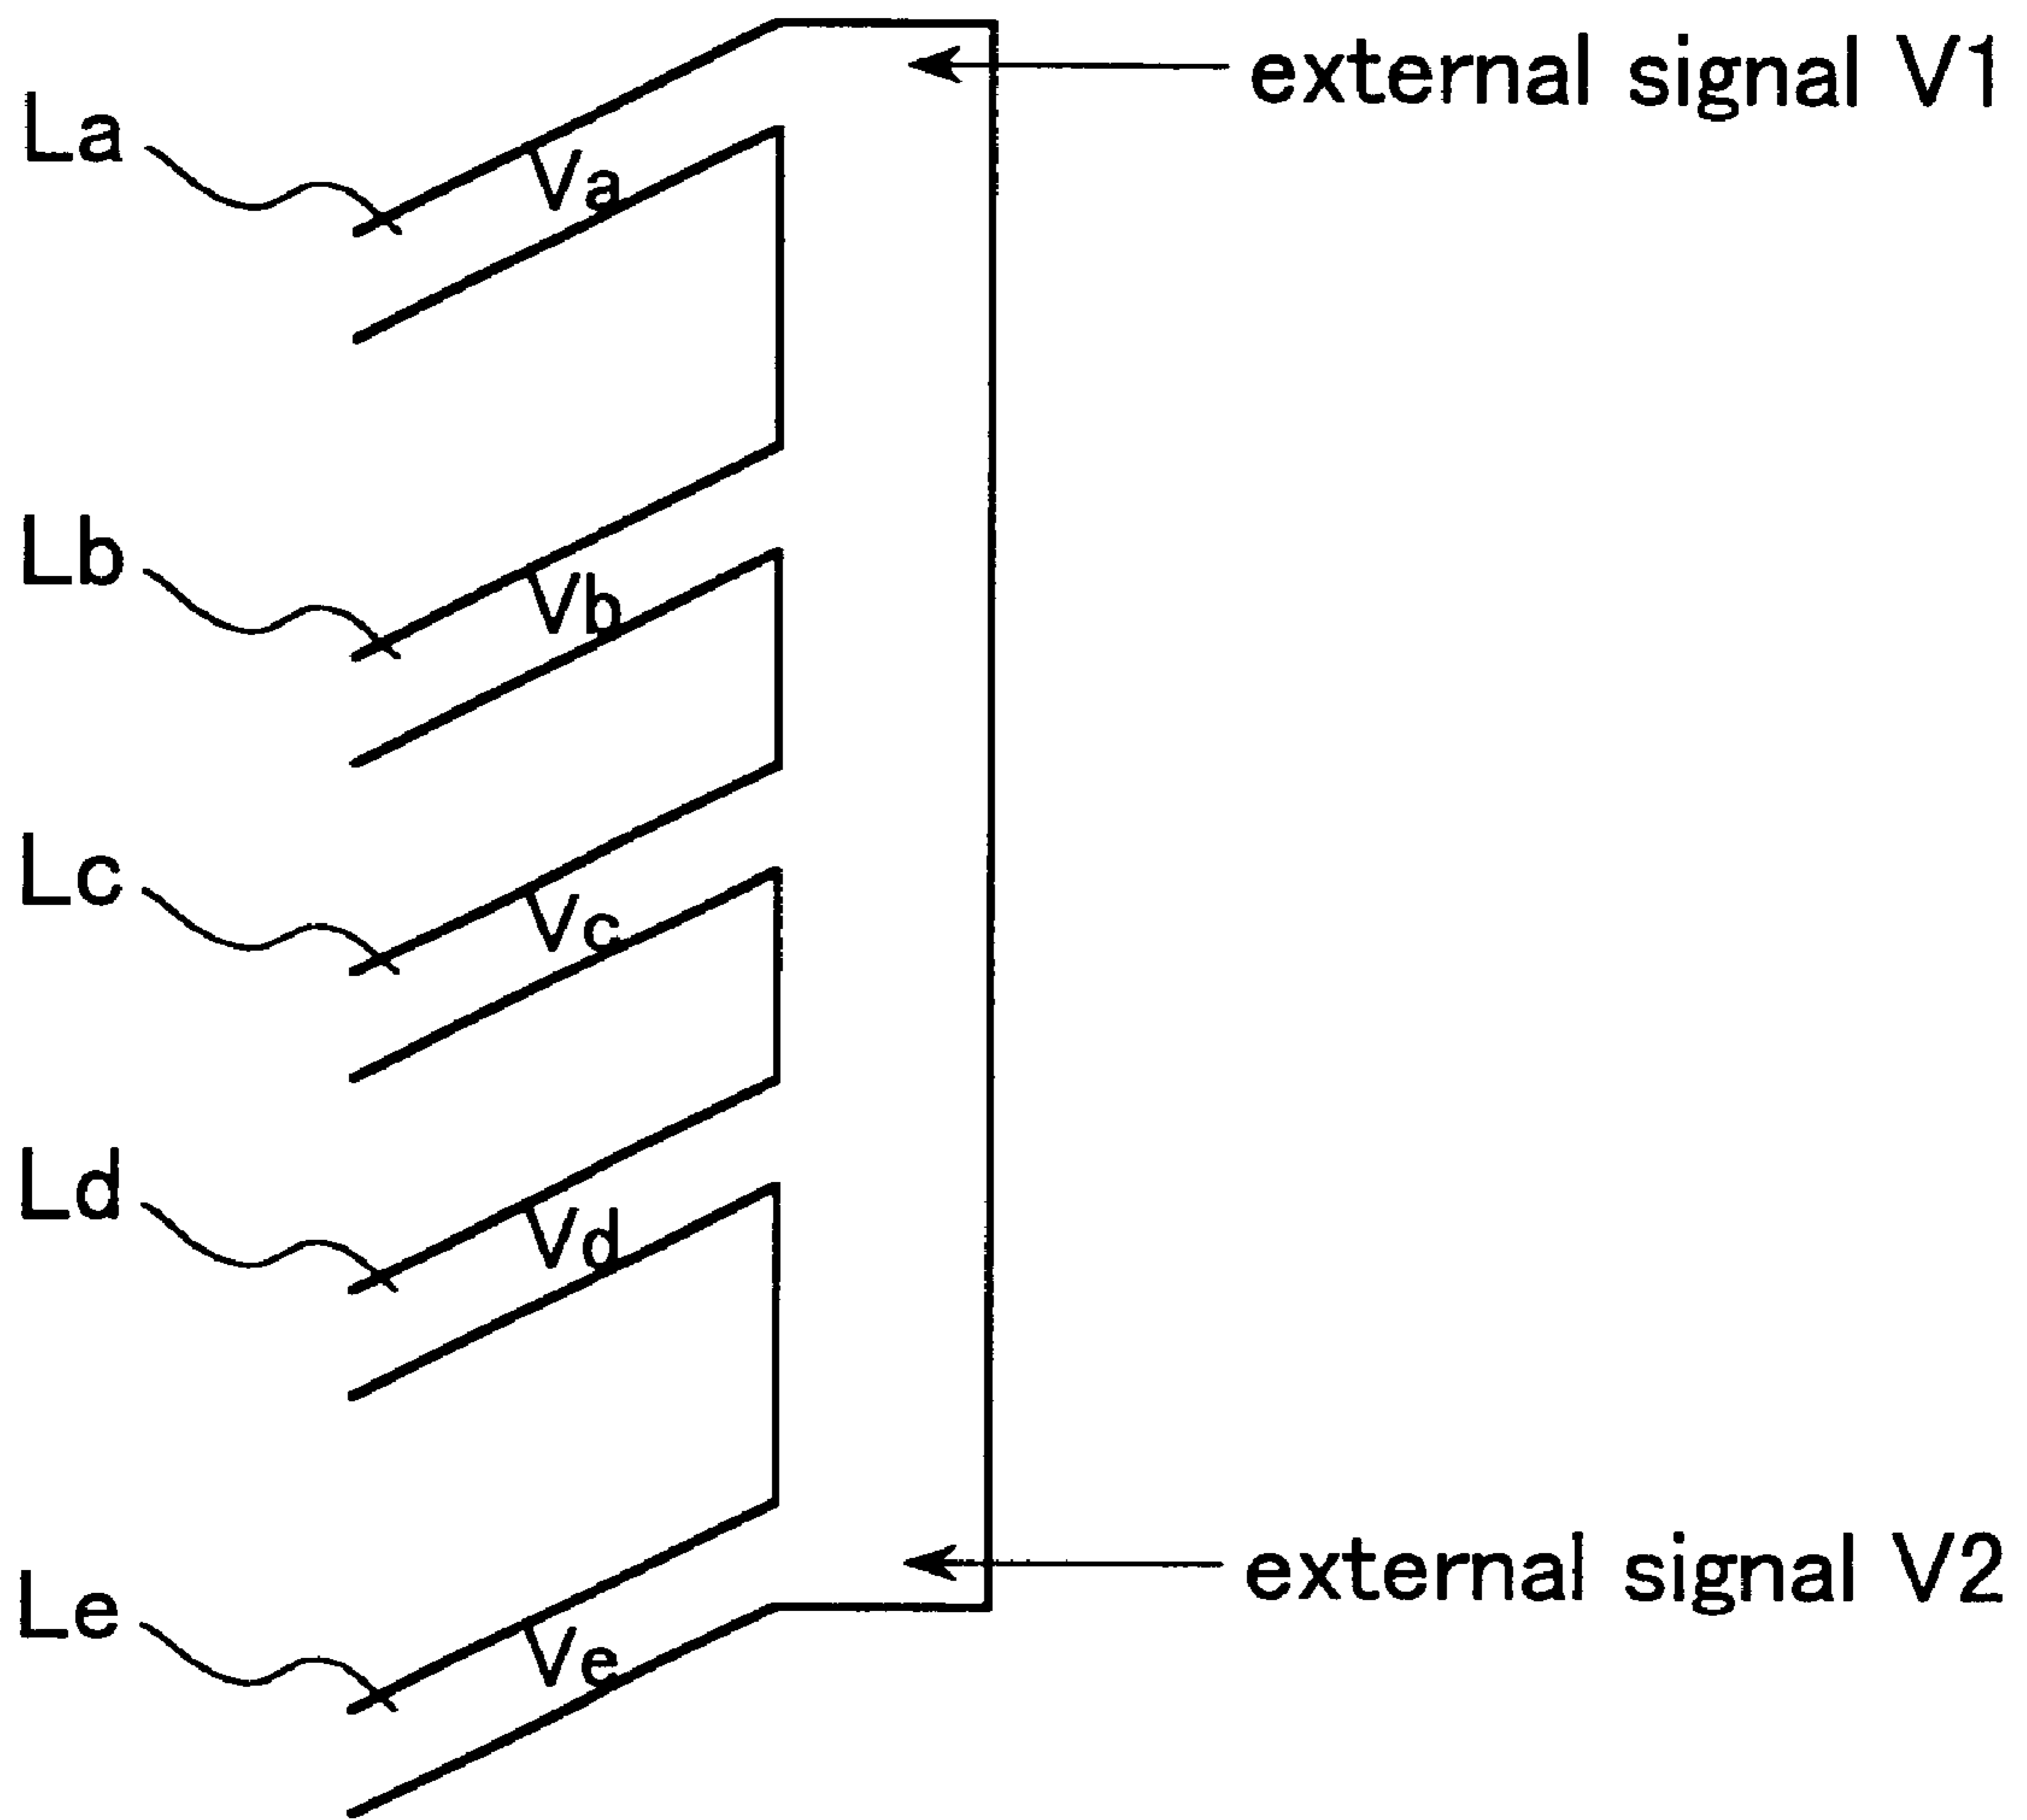 external signal V1
La
Va
Lb
Vb
Lc
Vc
Ld
Vd
external signal V2
Le
Ve